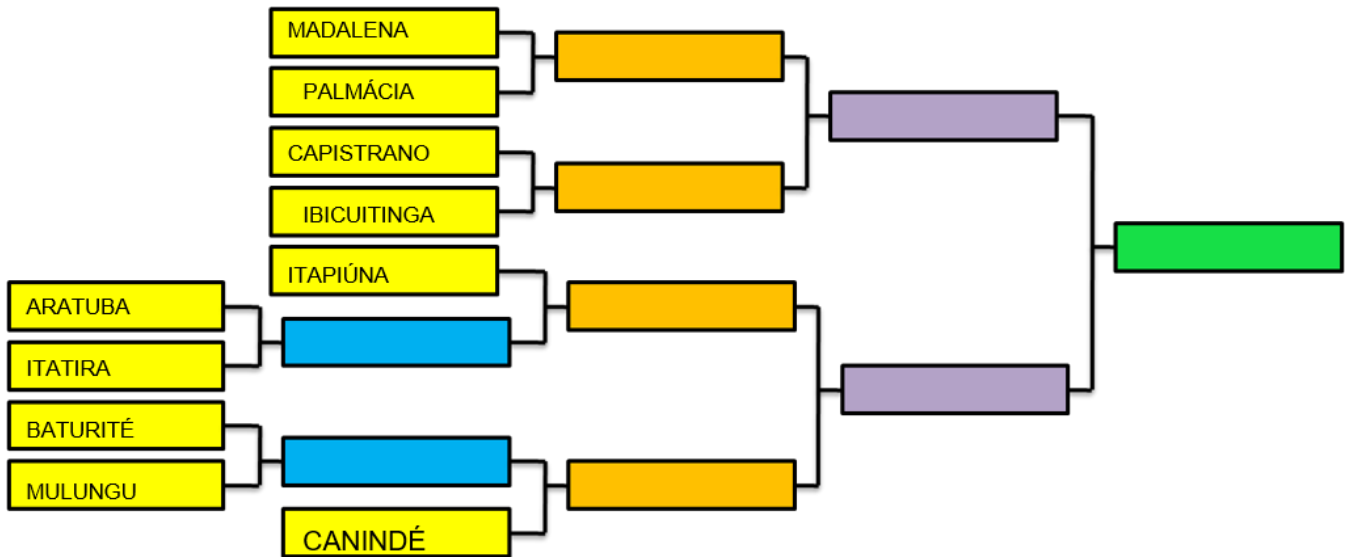 MADALENA
PALMÁCIA
CAPISTRANO
IBICUITINGA
ITAPIÚNA
ARATUBA
ITATIRA
BATURITÉ
MULUNGU
CANINDÉ